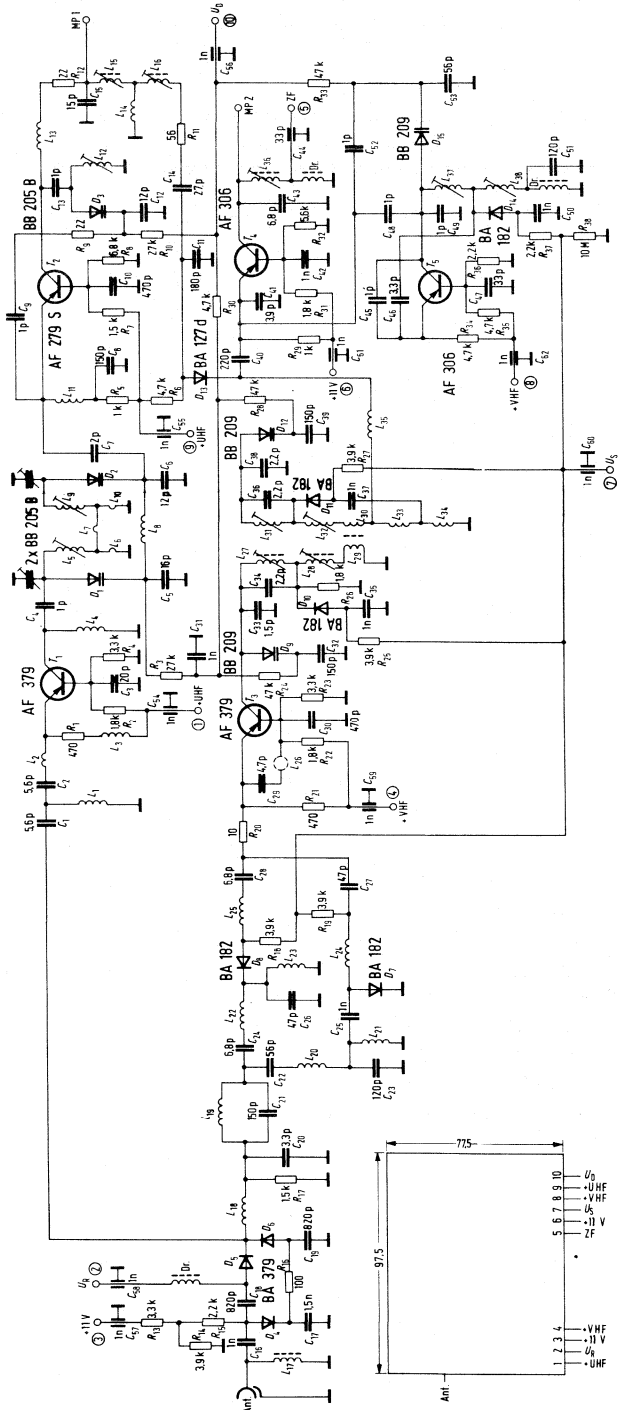 MP1
U_D
⑩
1n
C56
22
R12
15p
C15
L15
L16
L14
L13
56
R11
C14
27p
BB 205 B
1p
C13
L12
D3
12p
C12
22
R9
27k
R10
T2
6,8k
R8
C10
470p
1,5k
R7
C9
1p
AF 279 S
L11
150p
C8
R5
1k
R6
4,7k
C55
1n
⑨
+UHF
180p
C11
4,7k
R30
D13
BA 127 d
C7
2p
L9
L10
D2
C6
12p
2x BB 205 B
L7
L8
L5
L6
D1
C5
16p
C4
1p
L4
T1
AF 379
3,3k
R4
C3
R3
27k
C31
1n
R1
470
1,8k
L3
C54
1n
①
+UHF
L2
C2
5,6p
C1
5,6p
L1
MP2
ZF
⑤
33p
C44
L36
Dr.
AF 306
6,8p
C43
T4
5,6k
R32
1n
C42
C41
3,9p
1,8k
R31
C40
220p
R29
1k
1n
C61
+11V
⑥
47k
R33
1p
C52
56p
C53
BB 209
D15
L37
L38
120p
C51
Dr.
1p
C48
1p
C49
D14
BA 182
1n
C50
2,2k
R37
R38
10M
T5
2,2k
R36
C47
33p
C45
1p
C46
3,3p
AF 306
R34
4,7k
4,7k
R35
1n
C62
+VHF
⑧
47k
R28
BB 209
D12
150p
C39
C38
2,2p
C36
2,2p
BA 182
D11
3,9k
R27
1n
C37
L35
L31
L32
L30
L33
L34
L27
L28
L29
C34
2,2p
C33
1,5p
D10
BA 182
1,8k
R26
1n
C35
BB 209
D9
C32
150p
3,9k
R25
47k
R24
T3
AF 379
3,3k
R23
C30
470p
1,8k
R22
L26
4,7p
C29
R21
470
1n
C59
④
+VHF
1n
C60
⑦
U_S
10
R20
6,8p
C28
L25
47p
C27
3,9k
R19
3,9k
R18
BA 182
D8
L24
BA 182
D7
L23
47p
C26
L22
C24
6,8p
1n
C25
L21
56p
C22
L20
120p
C23
L19
150p
C21
3,3p
C20
1,5k
R17
L18
D6
D5
820p
C19
R16
100
BA 379
U_R
②
1n
C58
Dr.
C18
820p
D4
1,5n
C17
+11V
③
1n
C57
3,3k
R13
2,2k
R15
R14
3,9k
1n
C16
L17
Ant.
97,5
77,5
Ant.
1 +UHF
2 U_R
3 +11V
4 +VHF
5 ZF
6 +11 V
7 U_S
8 +VHF
9 +UHF
10 U_D